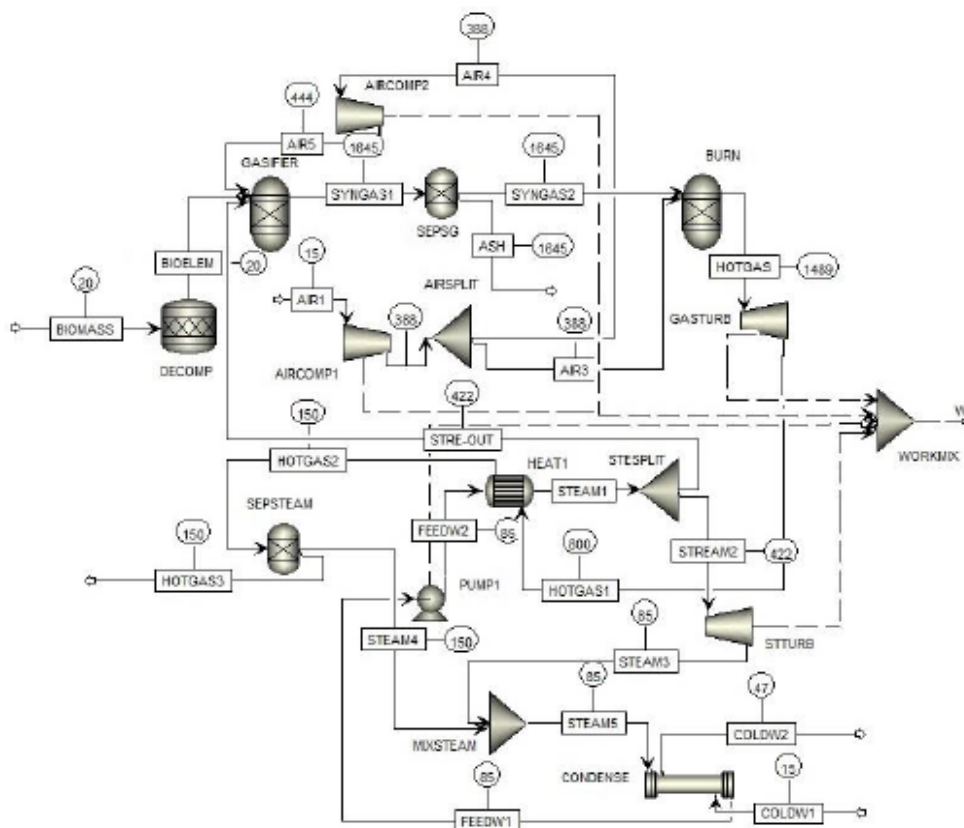 388
AIR4
AIRCOMP2
444
AIR5
1645
1645
BURN
GASIFIER
SYNGAS1
SYNGAS2
SEPSG
BIOELEM
20
15
ASH
1645
HOTGAS
1489
20
AIR1
AIRSPLIT
388
388
GASTURB
BIOMASS
DECOMP
AIRCOMP1
AIR3
422
150
STRE-OUT
W
HOTGAS2
HEAT1
STESPLIT
WORKMIX
STEAM1
SEPSTEAM
FEEDW2
85
800
STREAM2
422
150
HOTGAS3
PUMP1
HOTGAS1
STEAM4
150
85
STTURB
STEAM3
85
47
STEAM5
COLDW2
MIXSTEAM
CONDENSE
15
85
COLDW1
FEEDW1